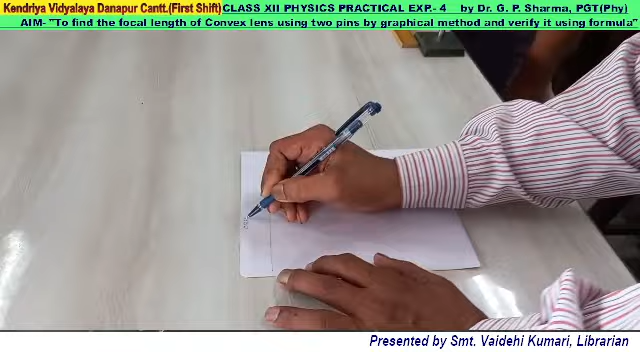 Kendriya Vidyalaya Danapur Cantt.(First Shift) CLASS XII PHYSICS PRACTICAL EXP.- 4 by Dr. G. P. Sharma, PGT(Phy)
AIM- "To find the focal length of Convex lens using two pins by graphical method and verify it using formula"
Presented by Smt. Vaidehi Kumari, Librarian